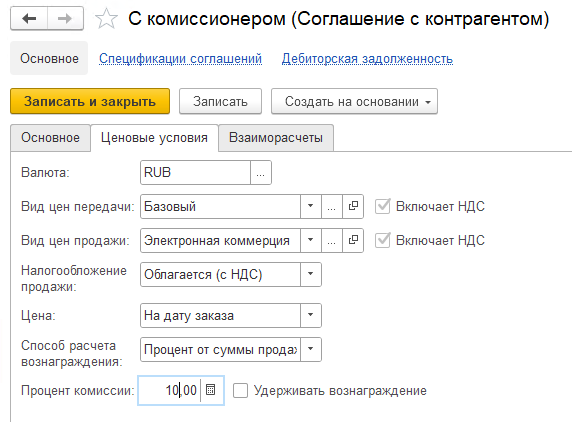 С комиссионером (Соглашение с контрагентом)
Основное Спецификации соглашений Дебиторская задолженность
Записать и закрыть Записать Создать на основании
Основное Ценовые условия Взаиморасчеты
Валюта: RUB ...
Вид цен передачи: Базовый ... Включает НДС
Вид цен продажи: Электронная коммерция ... Включает НДС
Налогообложение
продажи: Облагается (с НДС)
Цена: На дату заказа
Способ расчета
вознаграждения: Процент от суммы прода
Процент комиссии: 10,00 Удерживать вознаграждение